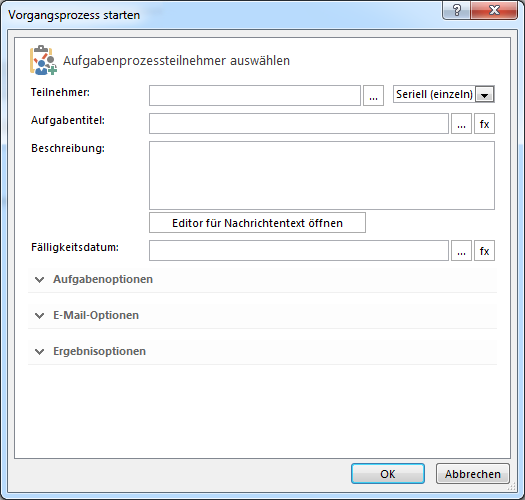 Vorgangsprozess starten
?
Aufgabenprozessteilnehmer auswählen
Teilnehmer:
...
Seriell (einzeln)
Aufgabentitel:
...
fx
Beschreibung:
Editor für Nachrichtentext öffnen
Fälligkeitsdatum:
...
fx
Aufgabenoptionen
E-Mail-Optionen
Ergebnisoptionen
OK
Abbrechen